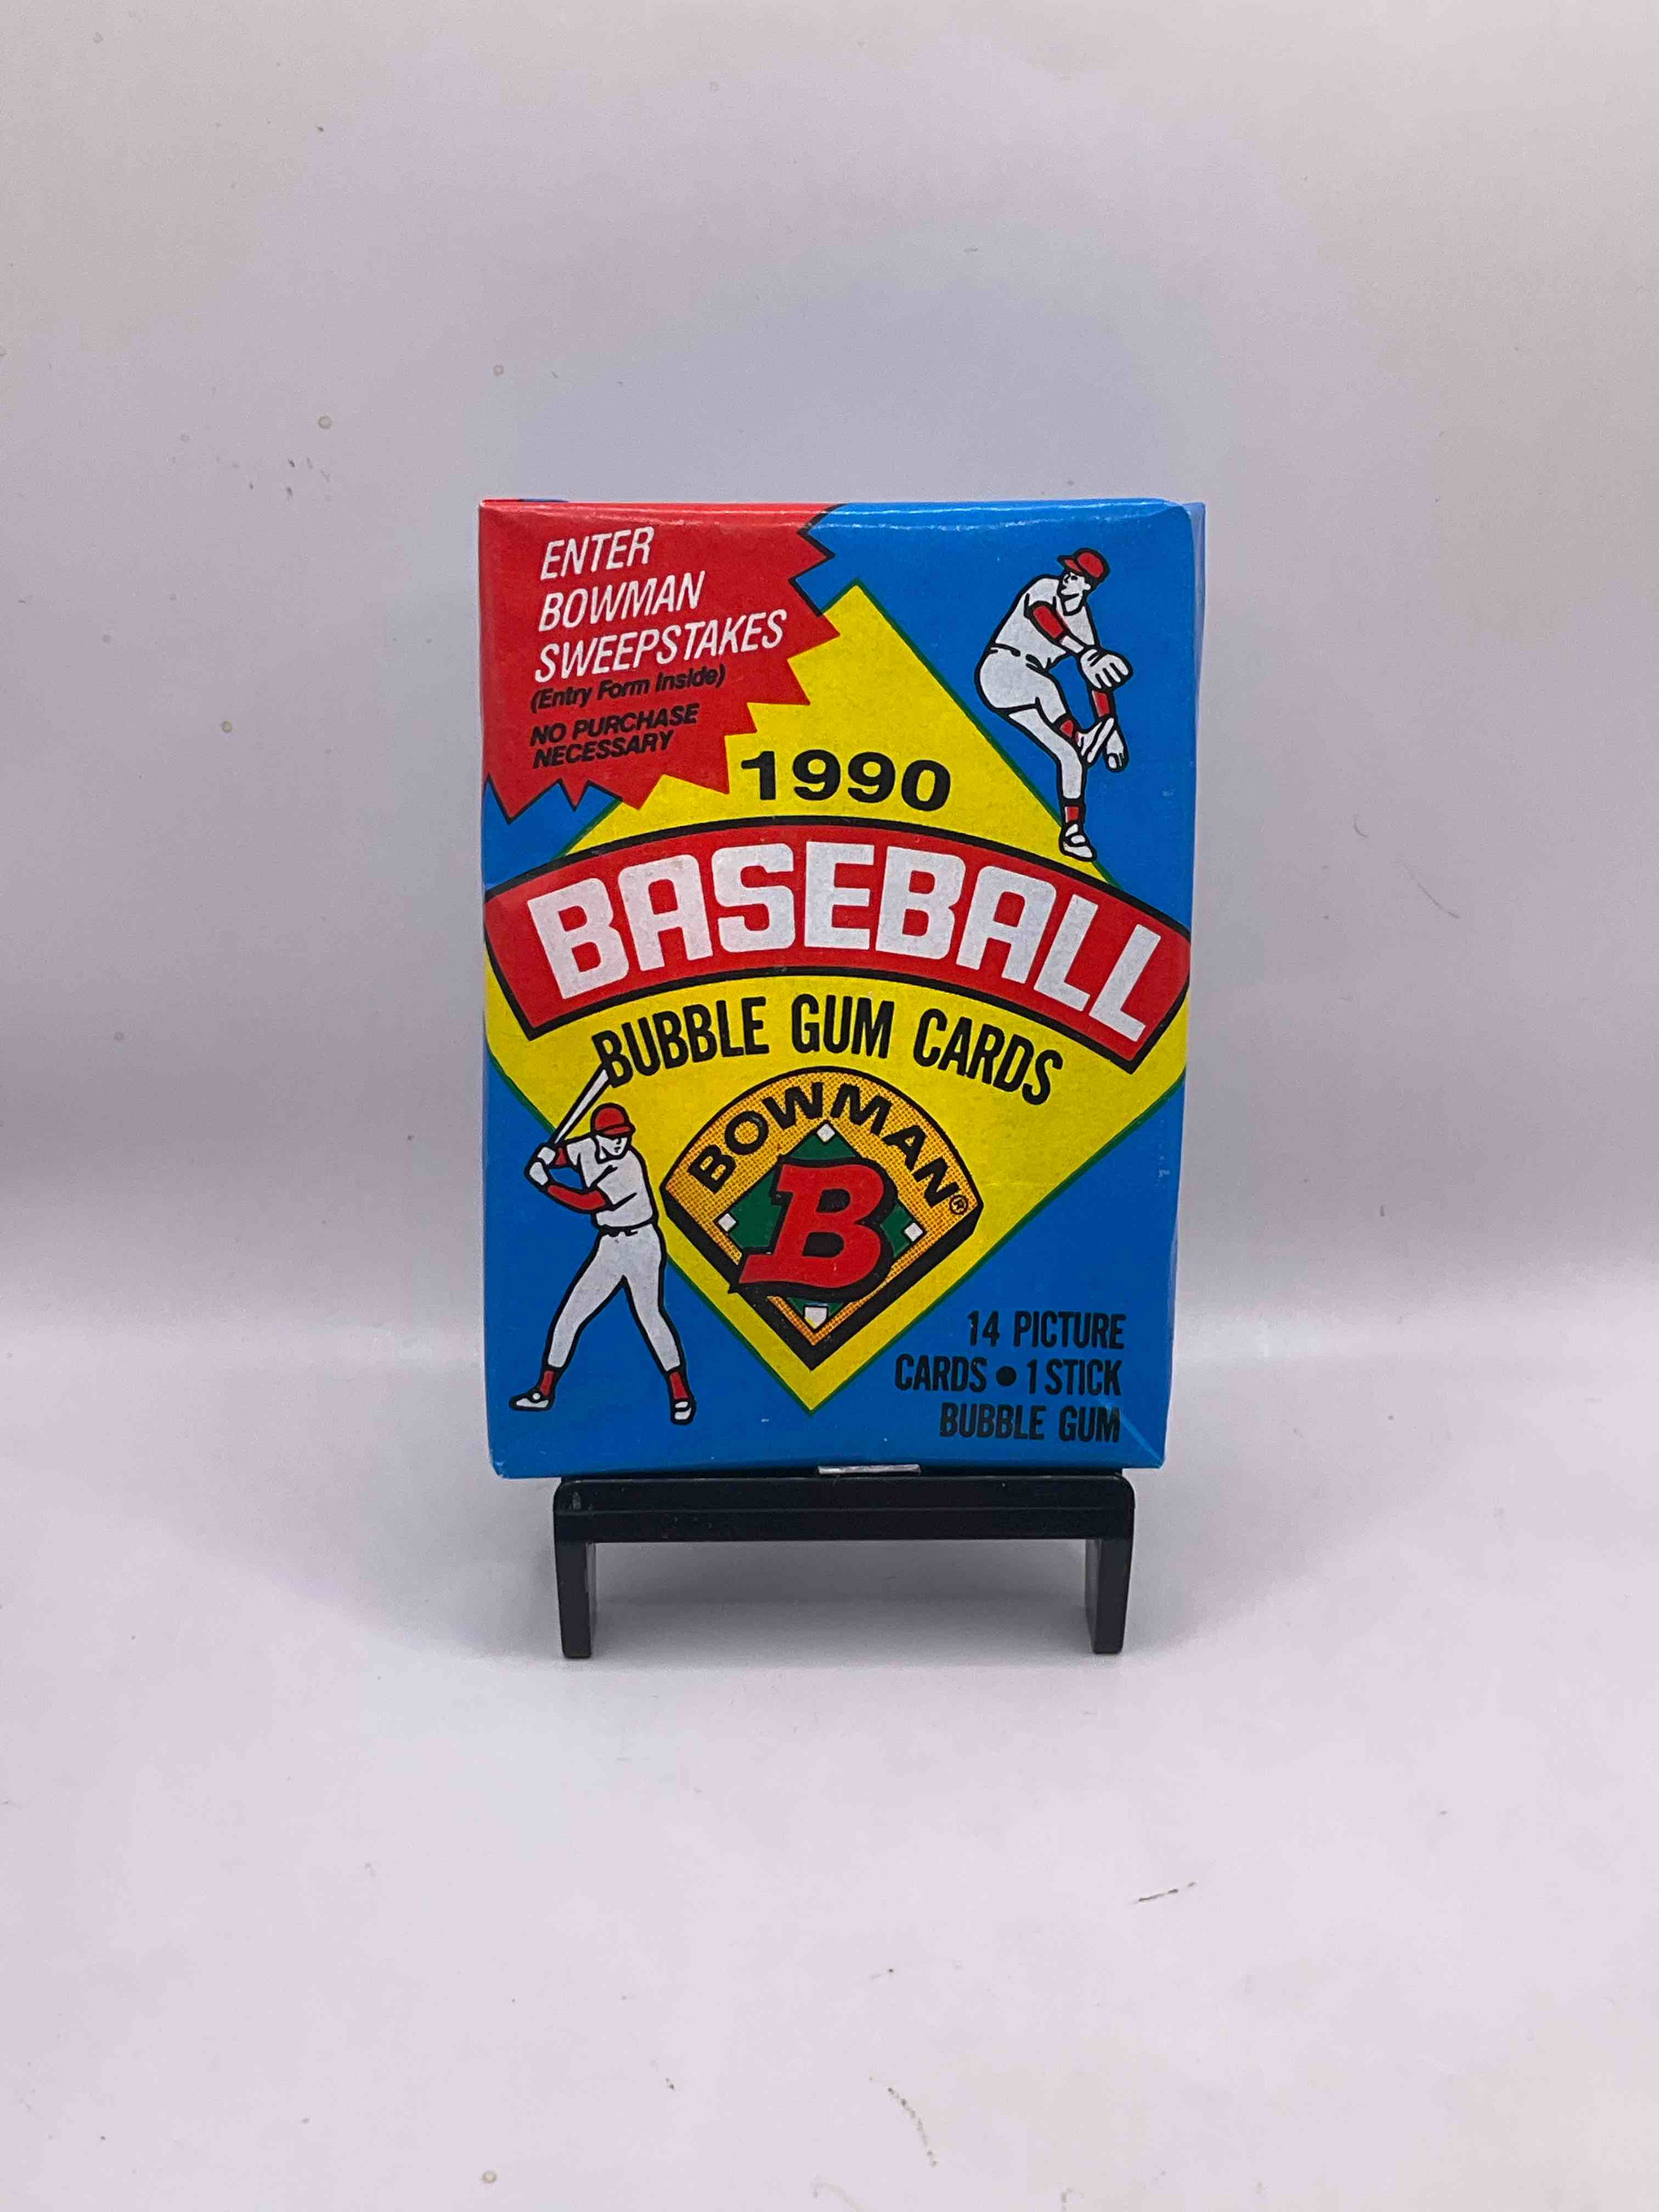 ENTER
BOWMAN
SWEEPSTAKES
(Entry Form Inside)
NO PURCHASE
NECESSARY
1990
BASEBALL
BUBBLE GUM CARDS
BOWMAN®
B
14 PICTURE
CARDS • 1 STICK
BUBBLE GUM